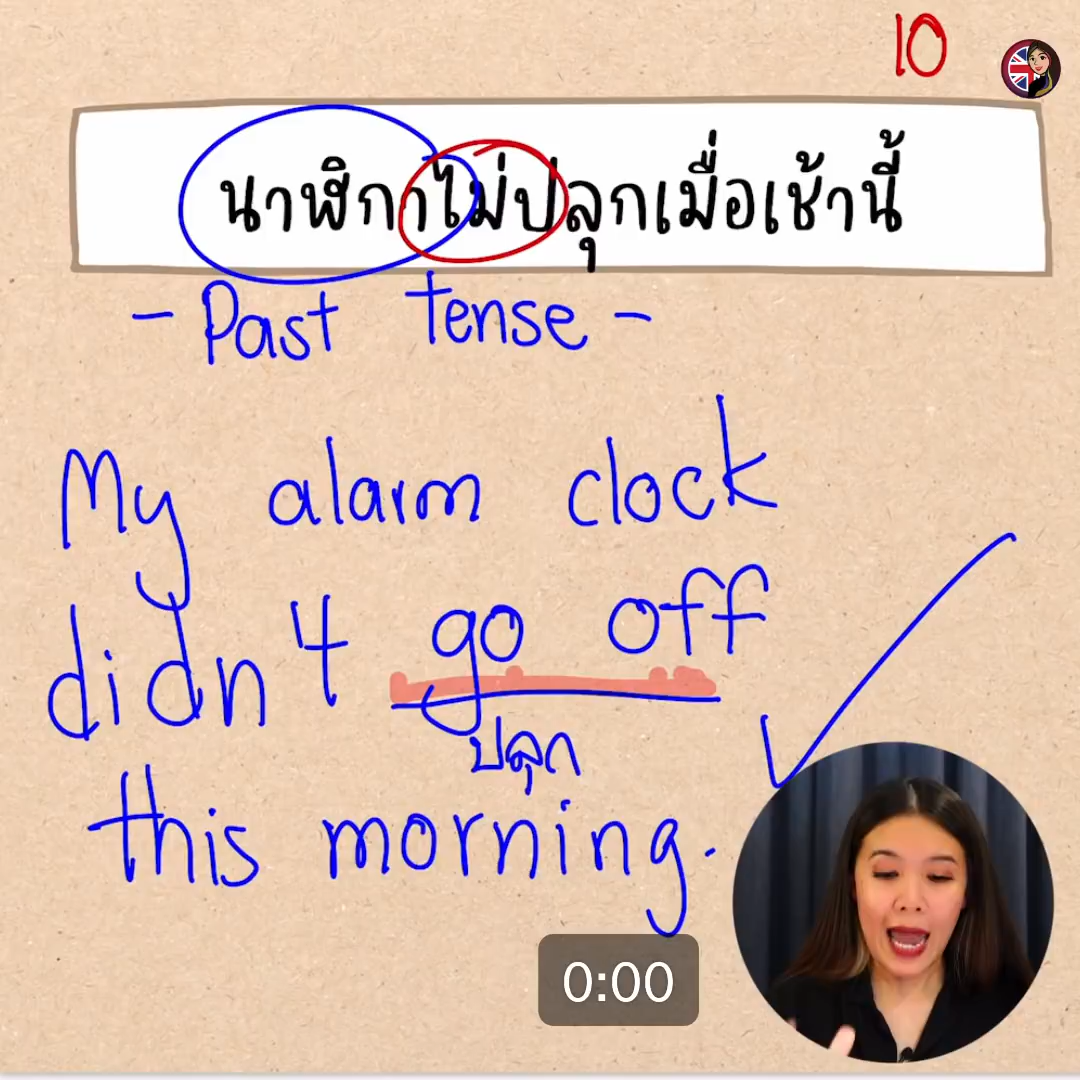 10
นาฬิกาไม่ปลุกเมื่อเช้านี้
- Past tense -
My alarm clock
didn't go off
ปลุก
this morning.
0:00